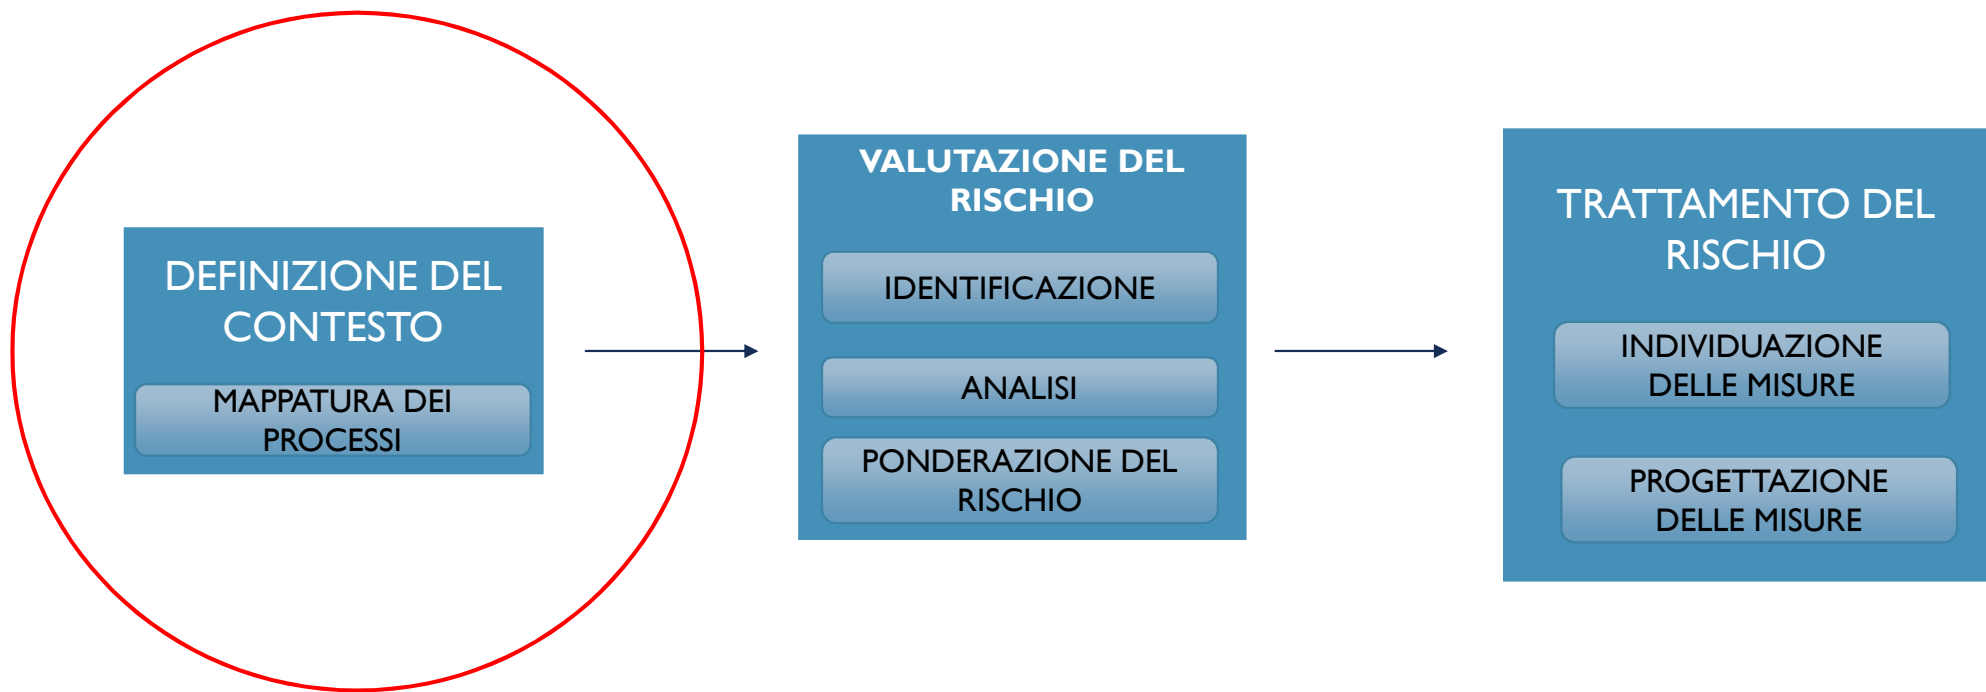 DEFINIZIONE DEL
CONTESTO
MAPPATURA DEI
PROCESSI
VALUTAZIONE DEL
RISCHIO
IDENTIFICAZIONE
ANALISI
PONDERAZIONE DEL
RISCHIO
TRATTAMENTO DEL
RISCHIO
INDIVIDUAZIONE
DELLE MISURE
PROGETTAZIONE
DELLE MISURE